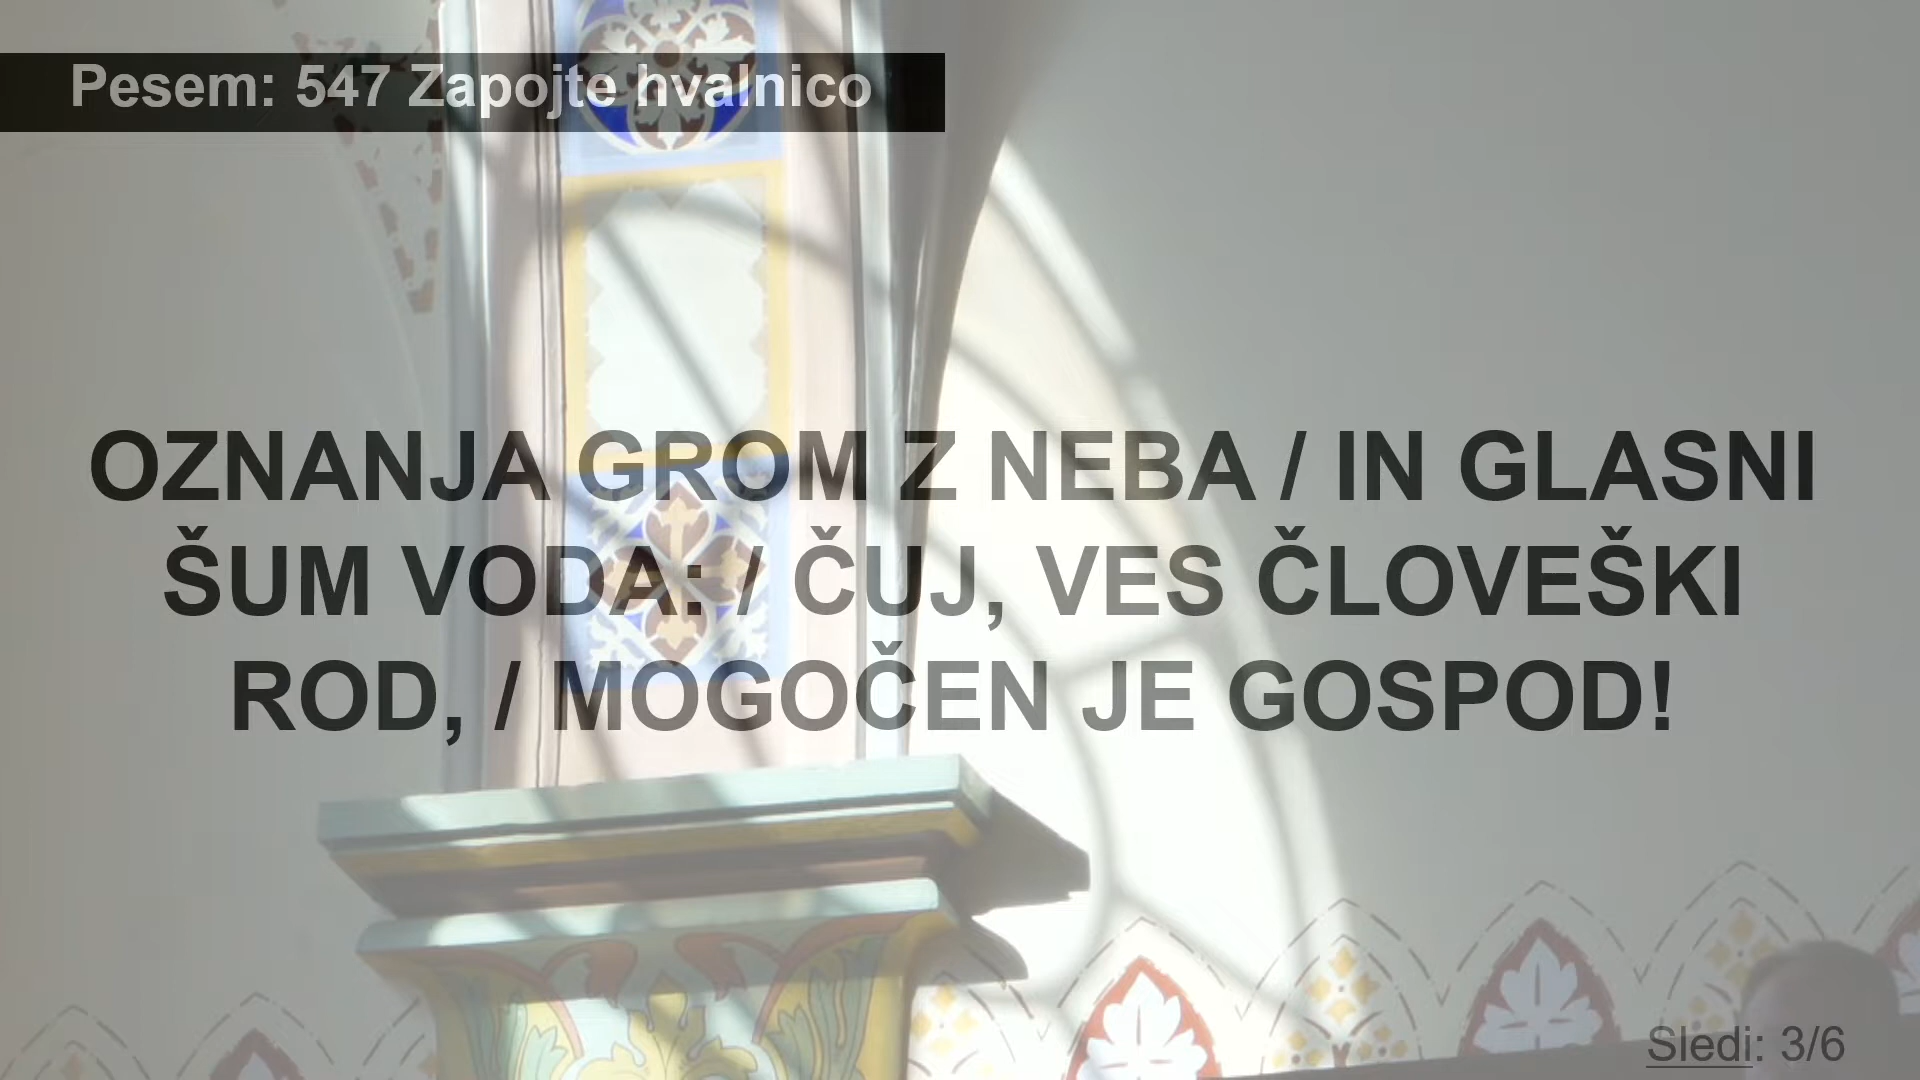 Pesem: 547 Zapojte hvalnico
OZNANJA GROM Z NEBA / IN GLASNI
ŠUM VODA: / ČUJ, VES ČLOVEŠKI
ROD, / MOGOČEN JE GOSPOD!
Sledi: 3/6